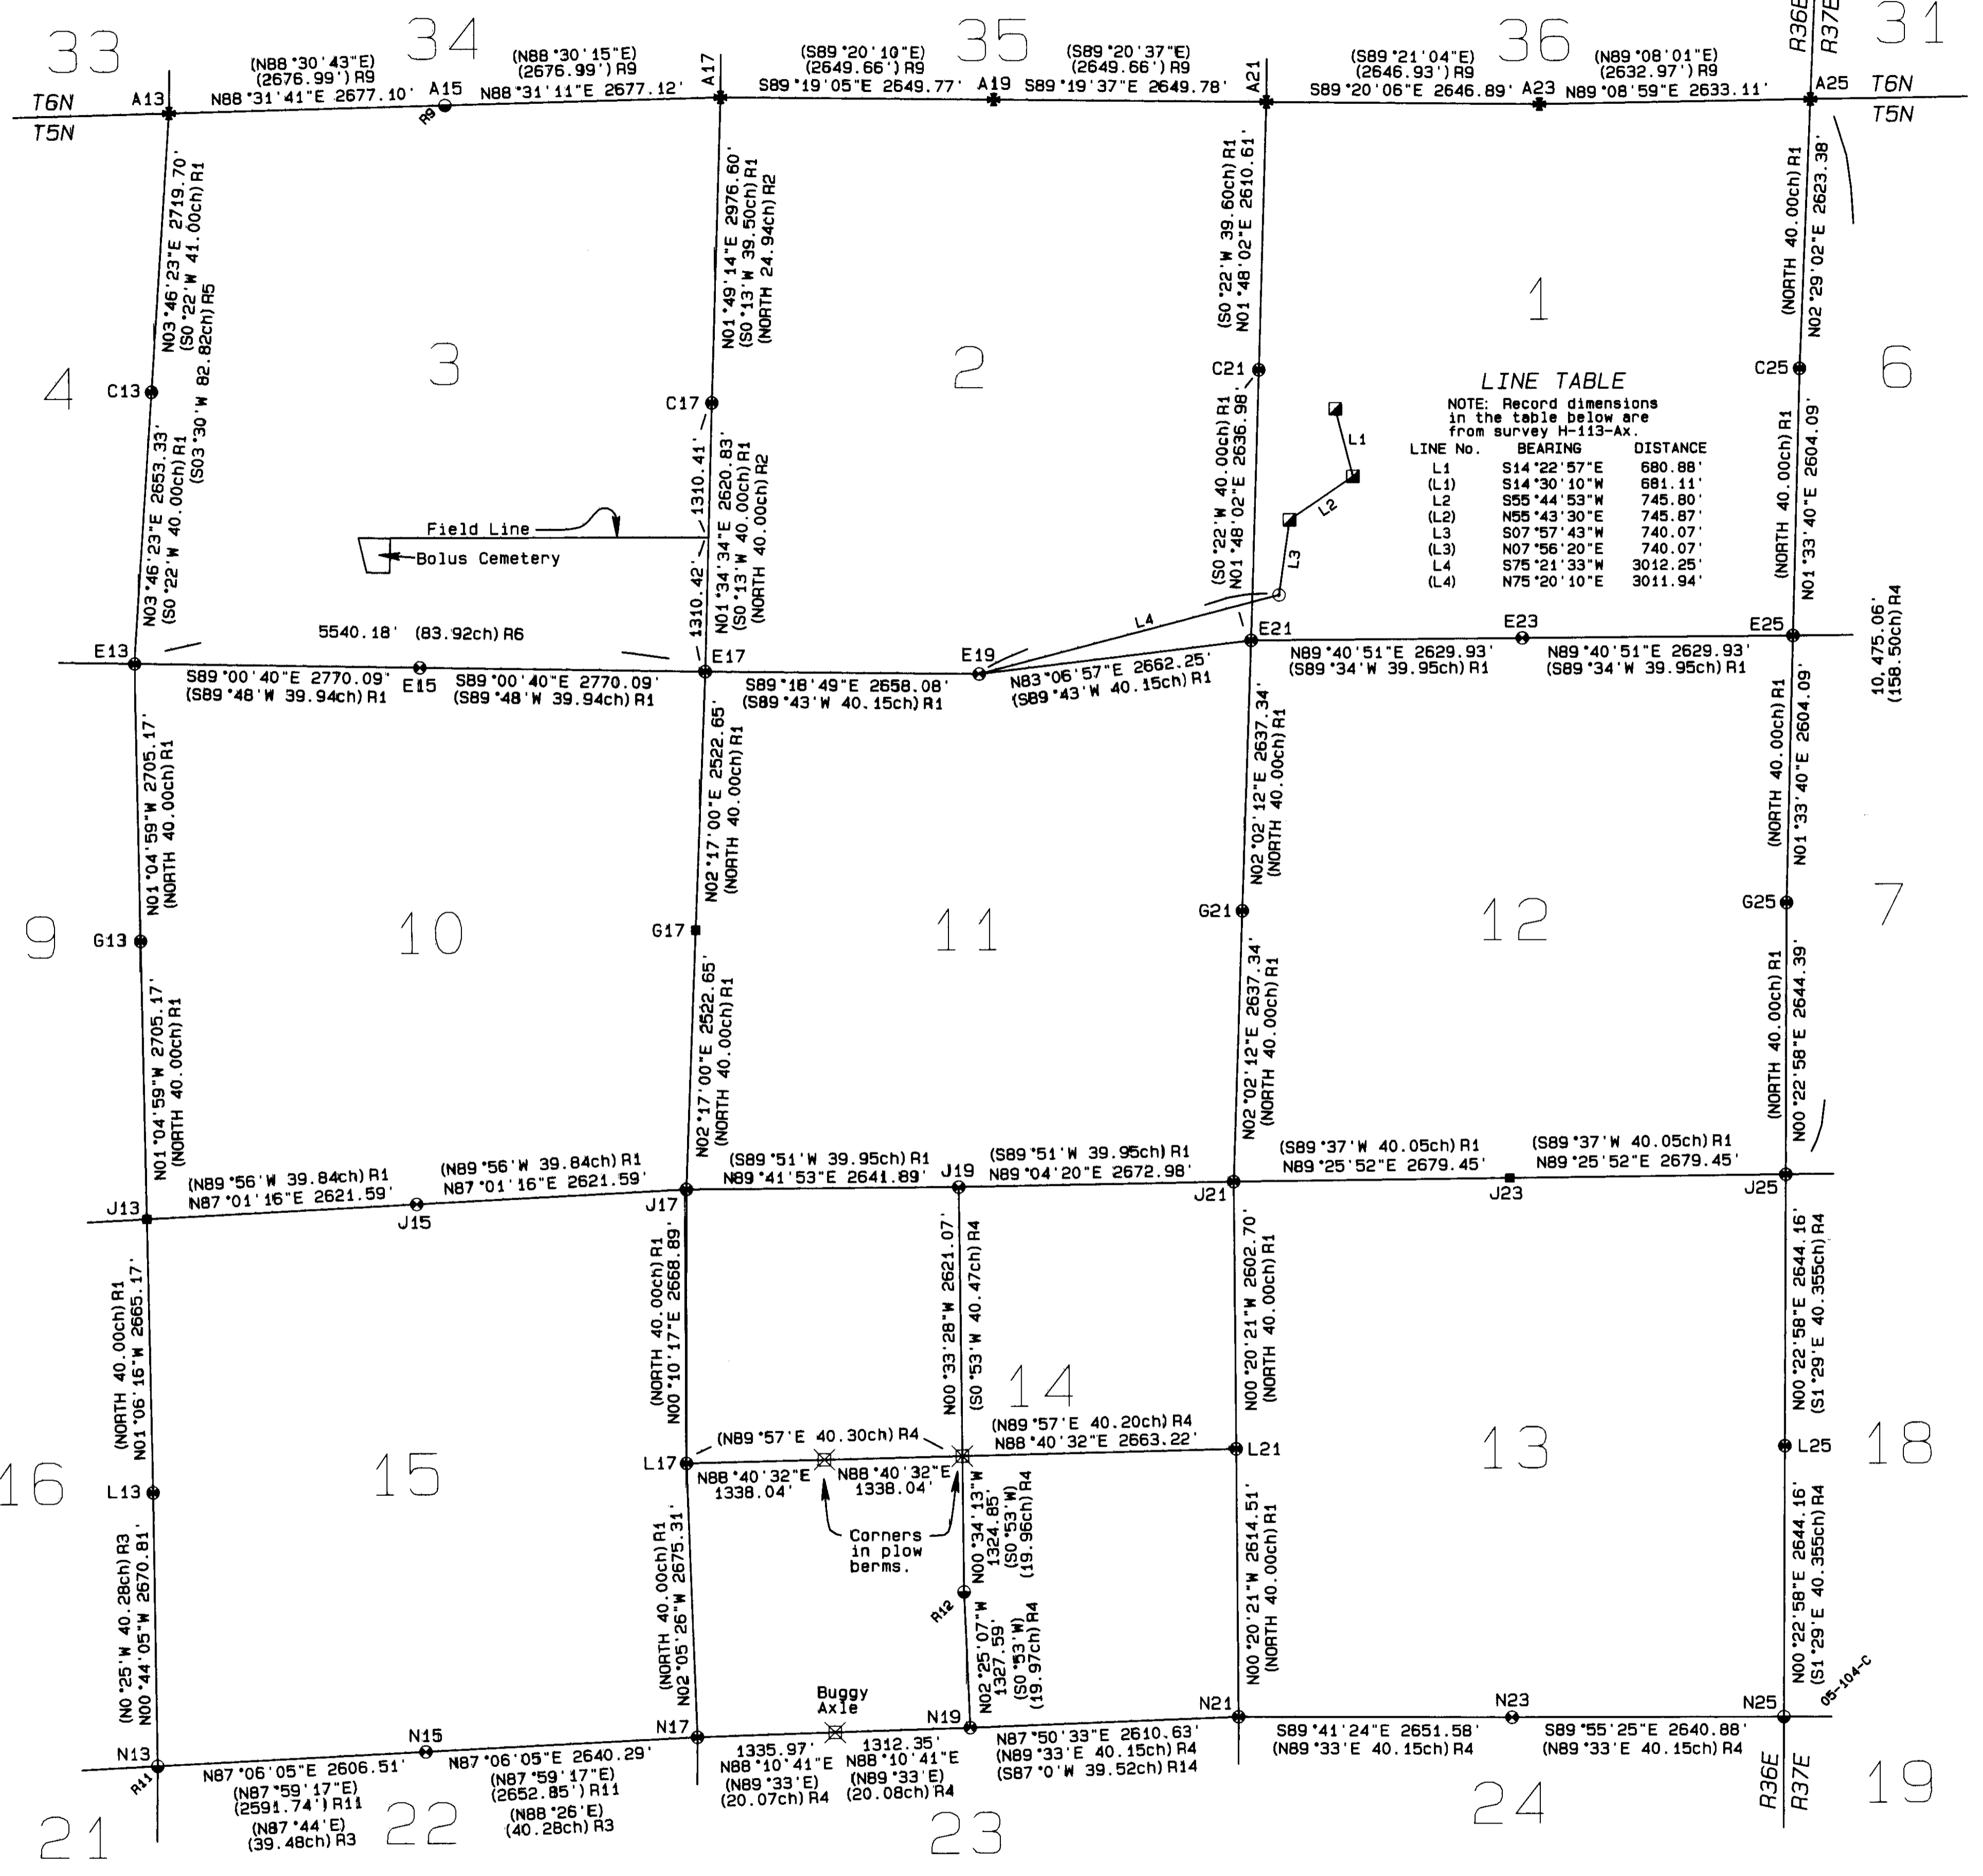 33
34
35
36
31
R36E
R37E
(N88°30'43"E)
(2676.99')R9
N88°31'41"E 2677.10'
(N88°30'15"E)
(2676.99')R9
N88°31'11"E 2677.12'
(S89°20'10"E)
(2649.66')R9
S89°19'05"E 2649.77'
(S89°20'37"E)
(2649.66')R9
S89°19'37"E 2649.78'
(S89°21'04"E)
(2646.93')R9
S89°20'06"E 2646.89'
(N89°08'01"E)
(2632.97')R9
N89°08'59"E 2633.11'
T6N
T5N
A13
A15
R9
A17
A19
A21
A23
A25
T6N
T5N
N03°46'23"E 2719.70'
(S0°22'W 41.00ch)R1
(S03°30'W 82.82ch)R5
N01°49'14"E 2976.60'
(S0°13'W 39.50ch)R1
(NORTH 24.94ch)R2
(S0°22'W 39.60ch)R1
N01°48'02"E 2610.61'
(NORTH 40.00ch)R1
N02°29'02"E 2623.38'
4
3
2
1
6
C13
C17
C21
C25
LINE TABLE
NOTE: Record dimensions
in the table below are
from survey H-113-Ax.
LINE No. BEARING DISTANCE
L1 S14°22'57"E 680.88'
(L1) S14°30'10"W 681.11'
L2 S55°44'53"W 745.80'
(L2) N55°43'30"E 745.87'
L3 S07°57'43"W 740.07'
(L3) N07°56'20"E 740.07'
L4 S75°21'33"W 3012.25'
(L4) N75°20'10"E 3011.94'
L1
L2
L3
L4
N03°46'23"E 2653.33'
(S0°22'W 40.00ch)R1
Field Line
Bolus Cemetery
1310.41'
1310.42'
N01°34'34"E 2620.83'
(S0°13'W 40.00ch)R1
(NORTH 40.00ch)R2
(S0°22'W 40.00ch)R1
N01°48'02"E 2636.98'
(NORTH 40.00ch)R1
N01°33'40"E 2604.09'
10,475.06'
(158.50ch)R4
5540.18' (83.92ch)R6
E13
E15
E17
E19
E21
E23
E25
S89°00'40"E 2770.09'
(S89°48'W 39.94ch)R1
S89°00'40"E 2770.09'
(S89°48'W 39.94ch)R1
S89°18'49"E 2658.08'
(S89°43'W 40.15ch)R1
N83°06'57"E 2662.25'
(S89°43'W 40.15ch)R1
N89°40'51"E 2629.93'
(S89°34'W 39.95ch)R1
N89°40'51"E 2629.93'
(S89°34'W 39.95ch)R1
N01°04'59"W 2705.17'
(NORTH 40.00ch)R1
N02°17'00"E 2522.65'
(NORTH 40.00ch)R1
N02°02'12"E 2637.34'
(NORTH 40.00ch)R1
(NORTH 40.00ch)R1
N01°33'40"E 2604.09'
9
10
11
12
7
G13
G17
G21
G25
N01°04'59"W 2705.17'
(NORTH 40.00ch)R1
N02°17'00"E 2522.65'
(NORTH 40.00ch)R1
N02°02'12"E 2637.34'
(NORTH 40.00ch)R1
(NORTH 40.00ch)R1
N00°22'58"E 2644.39'
(N89°56'W 39.84ch)R1
N87°01'16"E 2621.59'
(N89°56'W 39.84ch)R1
N87°01'16"E 2621.59'
(S89°51'W 39.95ch)R1
N89°41'53"E 2641.89'
(S89°51'W 39.95ch)R1
N89°04'20"E 2672.98'
(S89°37'W 40.05ch)R1
N89°25'52"E 2679.45'
(S89°37'W 40.05ch)R1
N89°25'52"E 2679.45'
J13
J15
J17
J19
J21
J23
J25
(NORTH 40.00ch)R1
N01°06'16"W 2665.17'
(NORTH 40.00ch)R1
N00°10'17"E 2668.89'
N00°33'28"W 2621.07'
(S0°53'W 40.47ch)R4
N00°20'21"W 2602.70'
(NORTH 40.00ch)R1
N00°22'58"E 2644.16'
(S1°29'E 40.355ch)R4
16
15
14
13
18
L13
L17
L21
L25
(N89°57'E 40.30ch)R4
N88°40'32"E
1338.04'
N88°40'32"E
1338.04'
(N89°57'E 40.20ch)R4
N88°40'32"E 2663.22'
Corners
in plow
berms.
(N0°25'W 40.28ch)R3
N00°44'05"W 2670.81'
(NORTH 40.00ch)R1
N02°05'26"W 2675.31'
N00°34'13"W
1324.85'
(S0°53'W)
(19.96ch)R4
R12
N02°25'07"W
1327.59'
(S0°53'W)
(19.97ch)R4
N00°20'21"W 2614.51'
(NORTH 40.00ch)R1
N00°22'58"E 2644.16'
(S1°29'E 40.355ch)R4
05-104-C
Buggy
Axle
N13
R11
N15
N17
N19
N21
N23
N25
N87°06'05"E 2606.51'
(N87°59'17"E)
(2591.74')R11
(N87°44'E)
(39.48ch)R3
N87°06'05"E 2640.29'
(N87°59'17"E)
(2652.85')R11
(N88°26'E)
(40.28ch)R3
1335.97'
N88°10'41"E
(N89°33'E)
(20.07ch)R4
1312.35'
N88°10'41"E
(N89°33'E)
(20.08ch)R4
N87°50'33"E 2610.63'
(N89°33'E 40.15ch)R4
(S87°0'W 39.52ch)R14
S89°41'24"E 2651.58'
(N89°33'E 40.15ch)R4
S89°55'25"E 2640.88'
(N89°33'E 40.15ch)R4
R36E
R37E
21
22
23
24
19